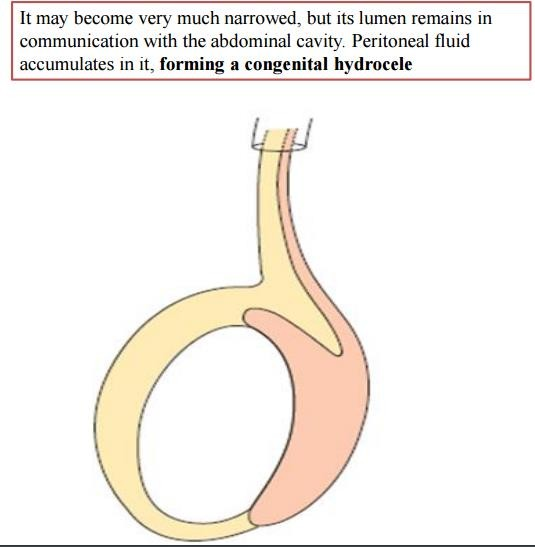 It may become very much narrowed, but its lumen remains in
communication with the abdominal cavity. Peritoneal fluid
accumulates in it, forming a congenital hydrocele